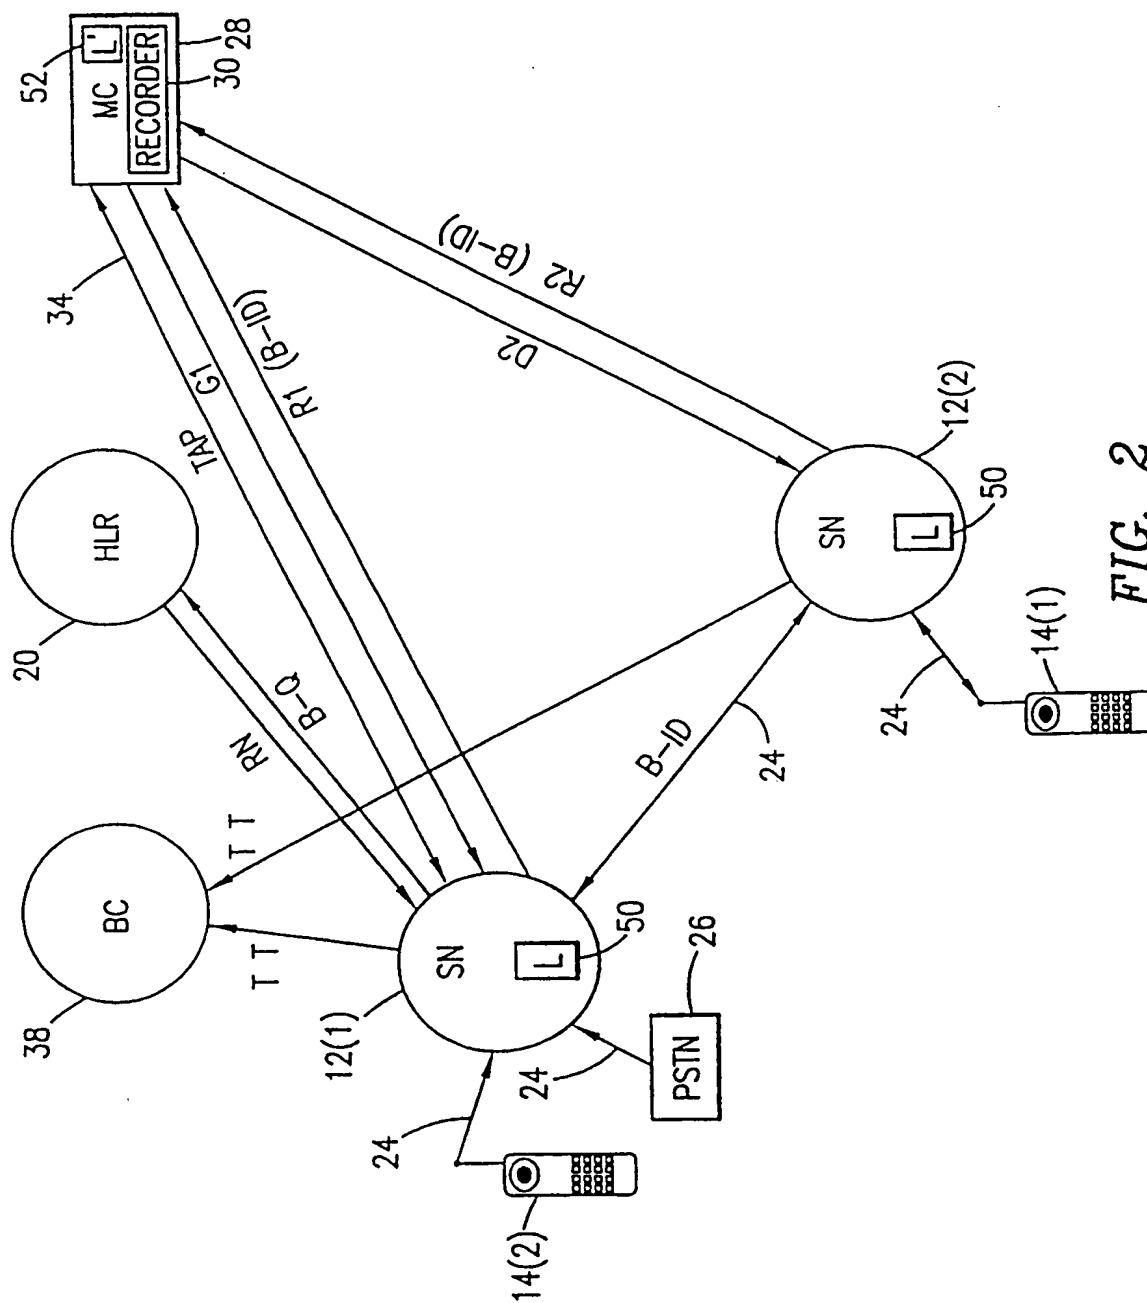 38
BC
20
HLR
52
MC
L'
RECORDER
30
28
34
T T
T T
RN
B-Q
TAP
G1
R1 (B-ID)
D2
R2 (B-ID)
12(1)
SN
L
50
B-ID
24
12(2)
SN
L
50
24
14(2)
24
PSTN
26
24
14(1)
FIG. 2